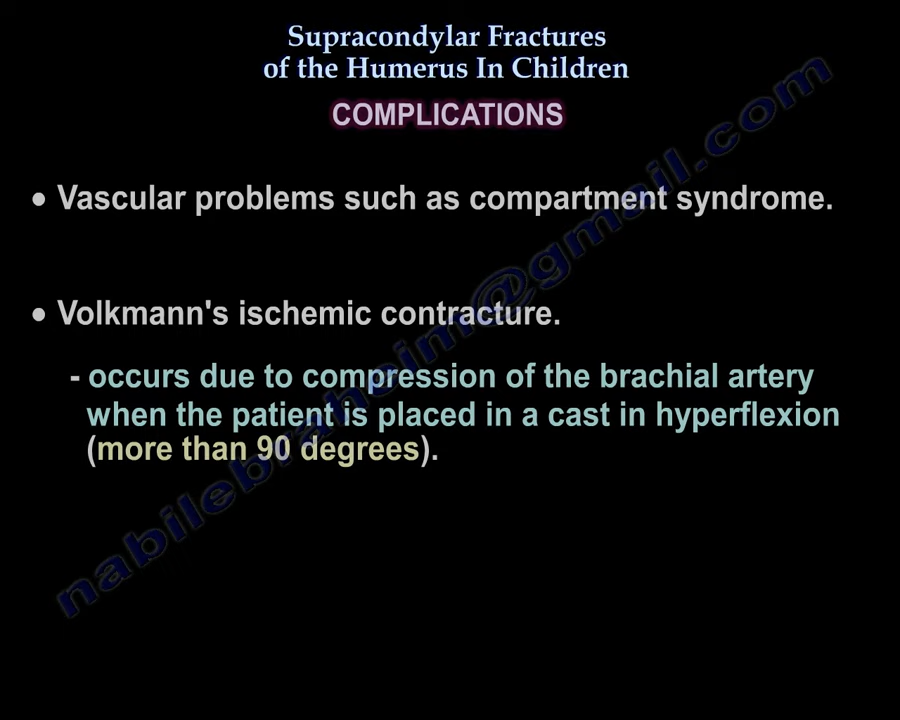 Supracondylar Fractures
of the Humerus In Children
COMPLICATIONS
• Vascular problems such as compartment syndrome.
• Volkmann's ischemic contracture.
- occurs due to compression of the brachial artery
when the patient is placed in a cast in hyperflexion
(more than 90 degrees).
nabilebraheim@gmail.com